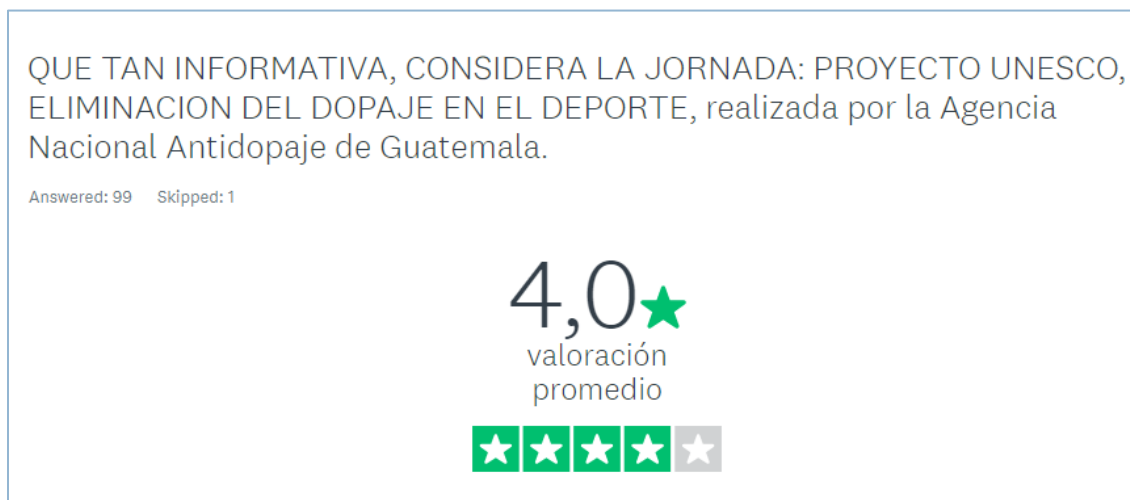 QUE TAN INFORMATIVA, CONSIDERA LA JORNADA: PROYECTO UNESCO,
ELIMINACION DEL DOPAJE EN EL DEPORTE, realizada por la Agencia
Nacional Antidopaje de Guatemala.
Answered: 99 Skipped: 1
4,0
valoración
promedio